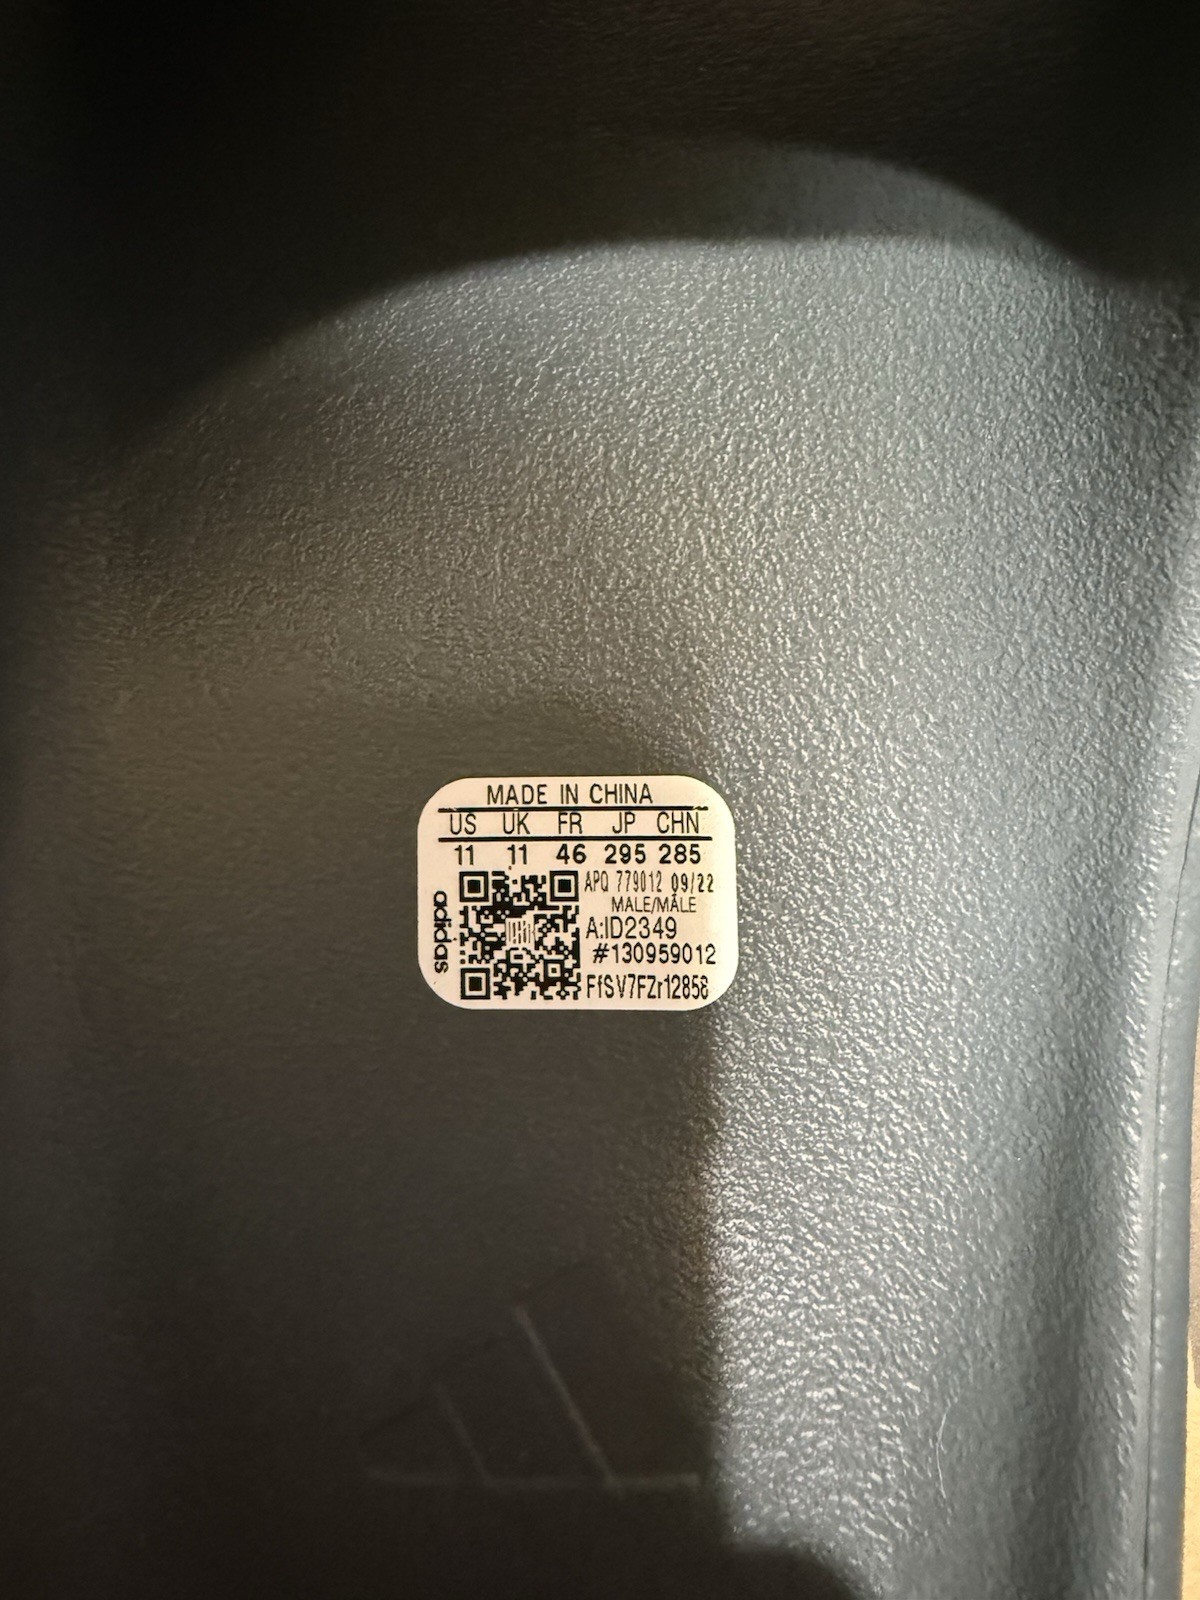 MADE IN CHINA
US UK FR JP CHN
11 11 46 295 285
APQ 779012 09/22
MALE/MÂLE
A:ID2349
#130959012
FfSV7FZr12858
adidas